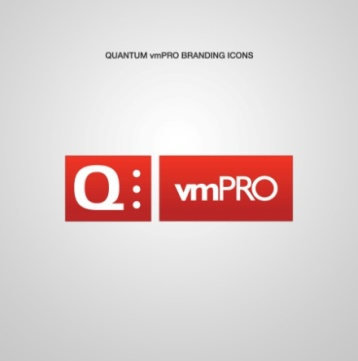 QUANTUM vmPRO BRANDING ICONS
Q
vmPRO